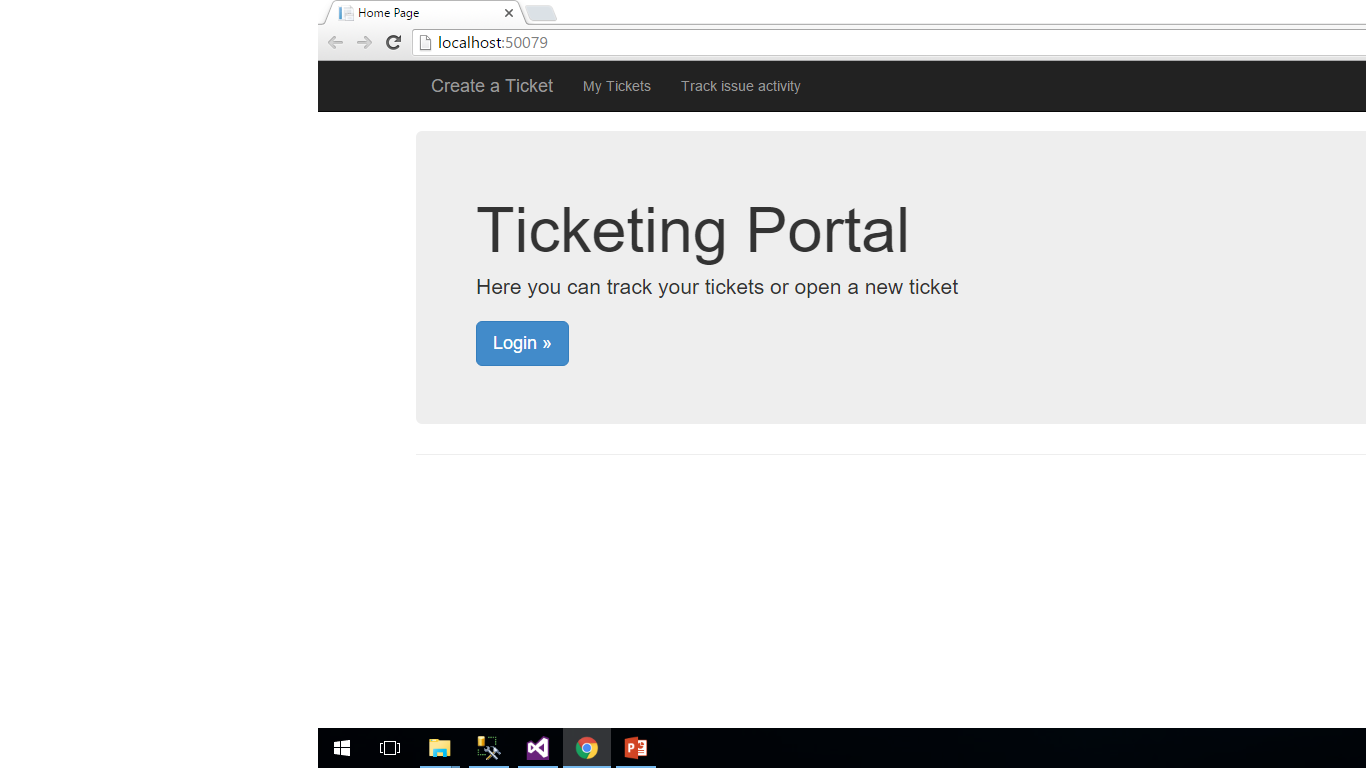 Home Page
localhost:50079
Create a Ticket My Tickets Track issue activity
Ticketing Portal
Here you can track your tickets or open a new ticket
Login »